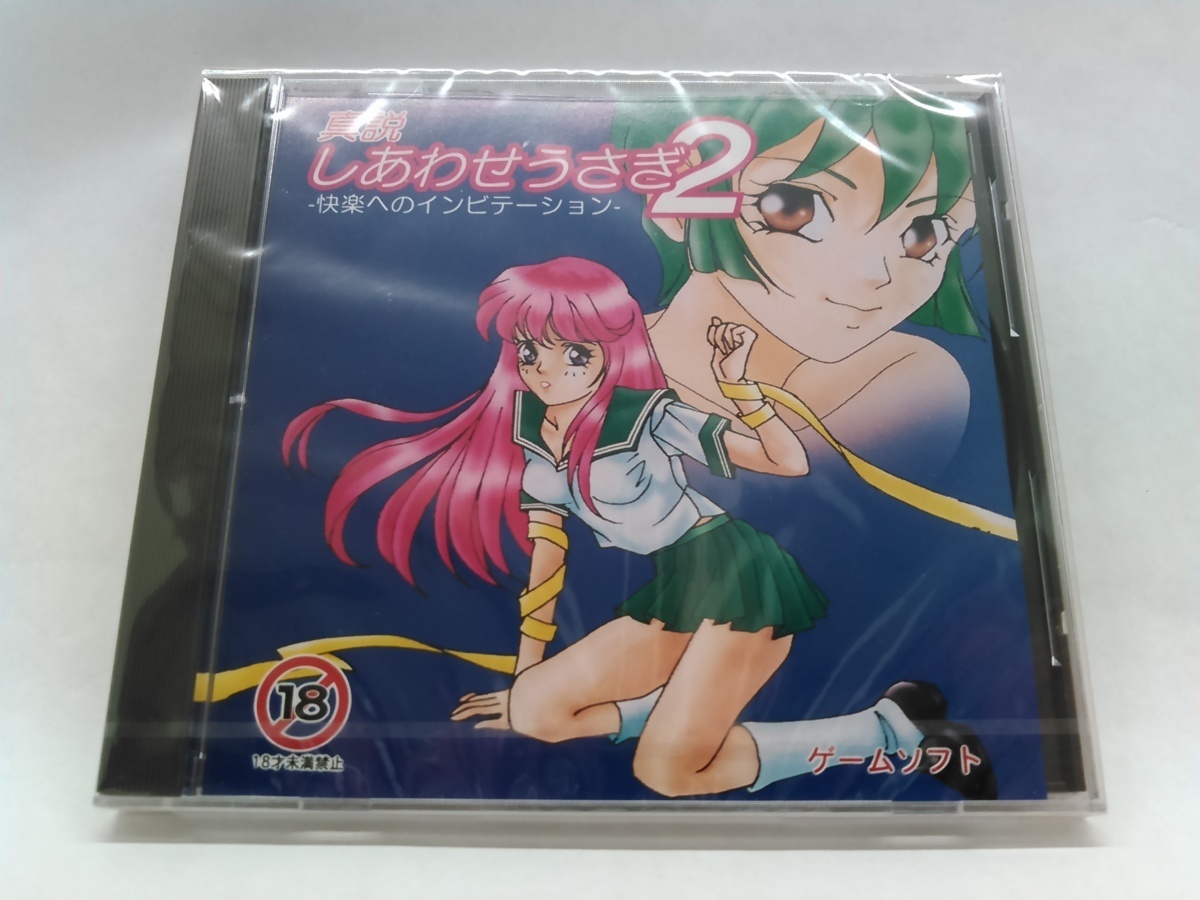 真説
しあわせうさぎ2
-快楽へのインビテーション-
18
18才未満禁止
ゲームソフト